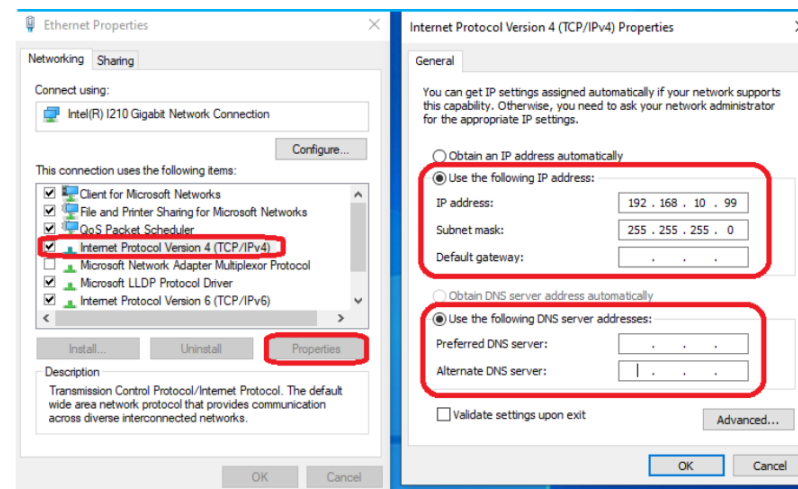 Ethernet Properties
Networking Sharing
Connect using:
Intel(R) I210 Gigabit Network Connection
Configure...
This connection uses the following items:
Client for Microsoft Networks
File and Printer Sharing for Microsoft Networks
QoS Packet Scheduler
Internet Protocol Version 4 (TCP/IPv4)
Microsoft Network Adapter Multiplexor Protocol
Microsoft LLDP Protocol Driver
Internet Protocol Version 6 (TCP/IPv6)
Install... Uninstall Properties
Description
Transmission Control Protocol/Internet Protocol. The default
wide area network protocol that provides communication
across diverse interconnected networks.
OK Cancel
Internet Protocol Version 4 (TCP/IPv4) Properties
General
You can get IP settings assigned automatically if your network supports
this capability. Otherwise, you need to ask your network administrator
for the appropriate IP settings.
Obtain an IP address automatically
Use the following IP address:
IP address: 192 . 168 . 10 . 99
Subnet mask: 255 . 255 . 255 . 0
Default gateway: . . .
Obtain DNS server address automatically
Use the following DNS server addresses:
Preferred DNS server: . . .
Alternate DNS server: . . .
Validate settings upon exit
Advanced...
OK Cancel